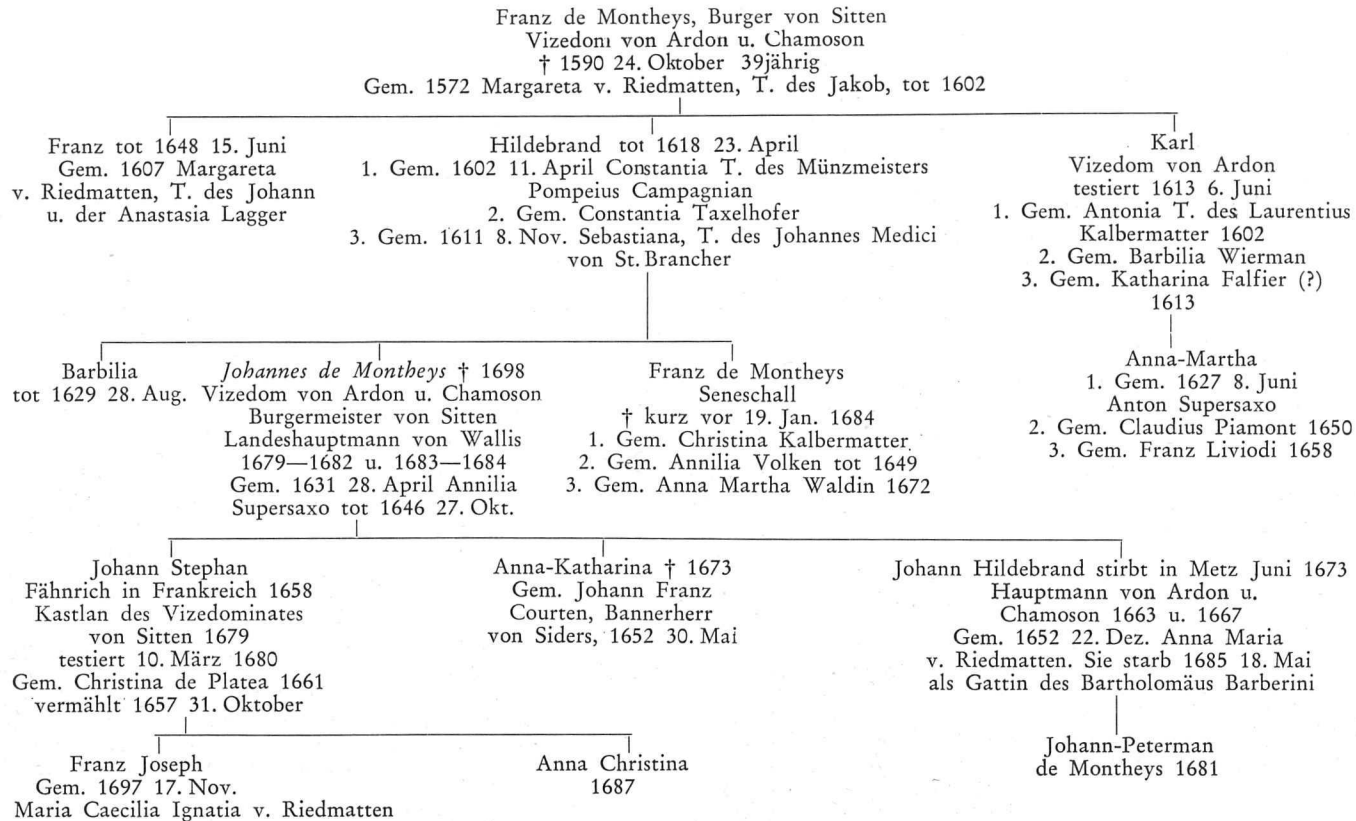 Franz de Montheys, Burger von Sitten
Vizedom von Ardon u. Chamoson
† 1590 24. Oktober 39jährig
Gem. 1572 Margareta v. Riedmatten, T. des Jakob, tot 1602
Franz tot 1648 15. Juni
Gem. 1607 Margareta
v. Riedmatten, T. des Johann
u. der Anastasia Lagger
Hildebrand tot 1618 23. April
1. Gem. 1602 11. April Constantia T. des Münzmeisters
Pompeius Campagnian
2. Gem. Constantia Taxelhofer
3. Gem. 1611 8. Nov. Sebastiana, T. des Johannes Medici
von St. Brancher
Karl
Vizedom von Ardon
testiert 1613 6. Juni
1. Gem. Antonia T. des Laurentius
Kalbermatter 1602
2. Gem. Barbilia Wierman
3. Gem. Katharina Falfier (?)
1613
Barbilia
tot 1629 28. Aug.
Johannes de Montheys † 1698
Vizedom von Ardon u. Chamoson
Burgermeister von Sitten
Landeshauptmann von Wallis
1679—1682 u. 1683—1684
Gem. 1631 28. April Annilia
Supersaxo tot 1646 27. Okt.
Franz de Montheys
Seneschall
† kurz vor 19. Jan. 1684
1. Gem. Christina Kalbermatter
2. Gem. Annilia Volken tot 1649
3. Gem. Anna Martha Waldin 1672
Anna-Martha
1. Gem. 1627 8. Juni
Anton Supersaxo
2. Gem. Claudius Piamont 1650
3. Gem. Franz Liviodi 1658
Johann Stephan
Fähnrich in Frankreich 1658
Kastlan des Vizedominates
von Sitten 1679
testiert 10. März 1680
Gem. Christina de Platea 1661
vermählt 1657 31. Oktober
Anna-Katharina † 1673
Gem. Johann Franz
Courten, Bannerherr
von Siders, 1652 30. Mai
Johann Hildebrand stirbt in Metz Juni 1673
Hauptmann von Ardon u.
Chamoson 1663 u. 1667
Gem. 1652 22. Dez. Anna Maria
v. Riedmatten. Sie starb 1685 18. Mai
als Gattin des Bartholomäus Barberini
Franz Joseph
Gem. 1697 17. Nov.
Maria Caecilia Ignatia v. Riedmatten
Anna Christina
1687
Johann-Peterman
de Montheys 1681